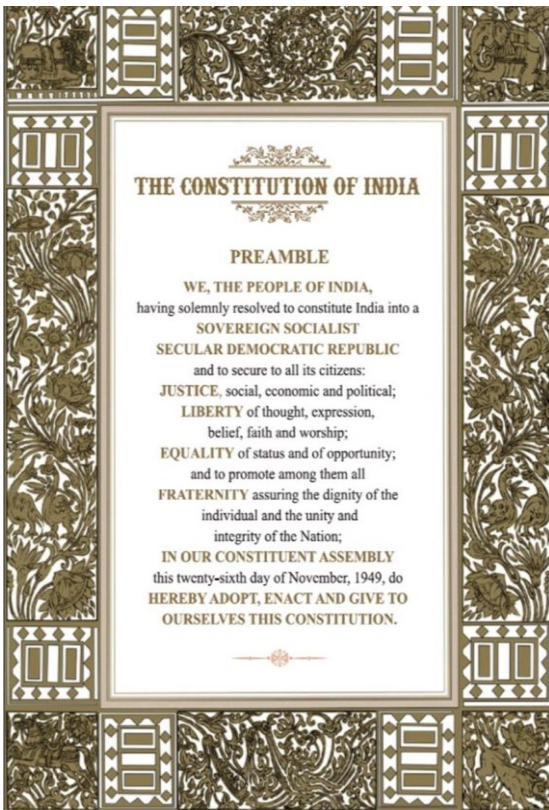 THE CONSTITUTION OF INDIA
PREAMBLE
WE, THE PEOPLE OF INDIA,
having solemnly resolved to constitute India into a
SOVEREIGN SOCIALIST
SECULAR DEMOCRATIC REPUBLIC
and to secure to all its citizens:
JUSTICE, social, economic and political;
LIBERTY of thought, expression,
belief, faith and worship;
EQUALITY of status and of opportunity;
and to promote among them all
FRATERNITY assuring the dignity of the
individual and the unity and
integrity of the Nation;
IN OUR CONSTITUENT ASSEMBLY
this twenty-sixth day of November, 1949, do
HEREBY ADOPT, ENACT AND GIVE TO
OURSELVES THIS CONSTITUTION.